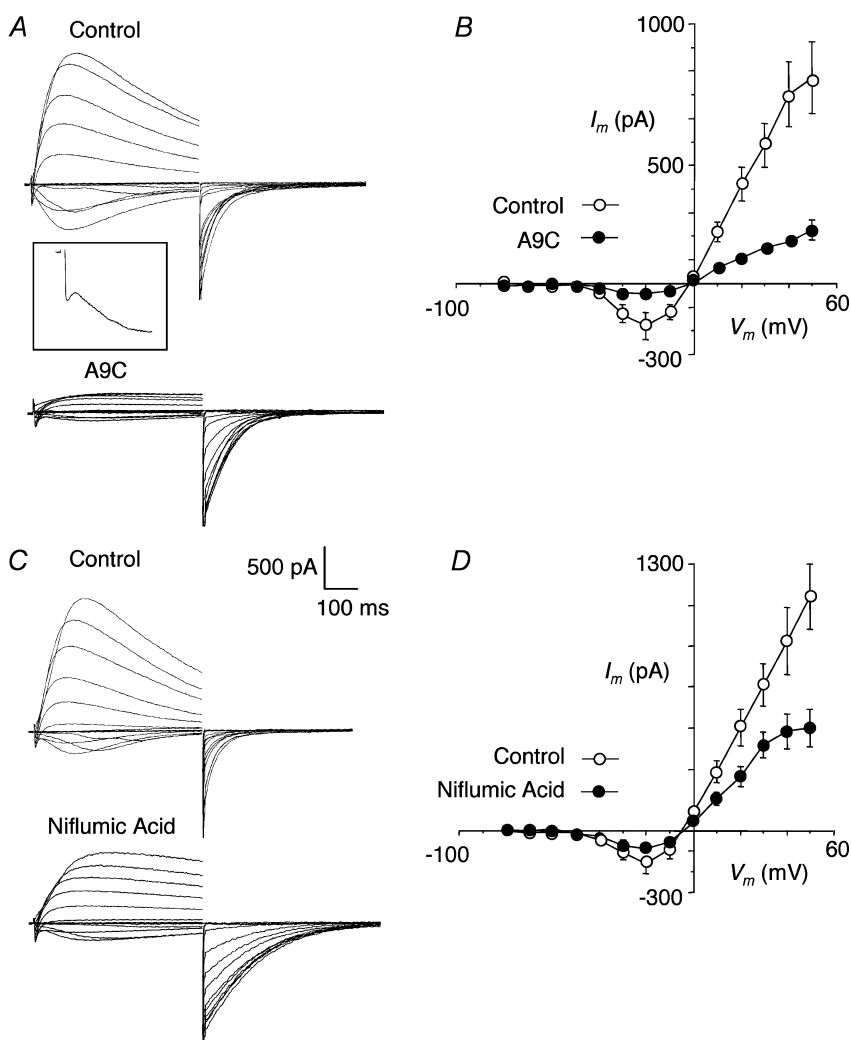 A
Control
A9C
B
1000
I_m (pA)
500
Control
A9C
-100
60
V_m (mV)
-300
C
Control
500 pA
100 ms
Niflumic Acid
D
1300
I_m (pA)
Control
Niflumic Acid
-100
60
V_m (mV)
-300